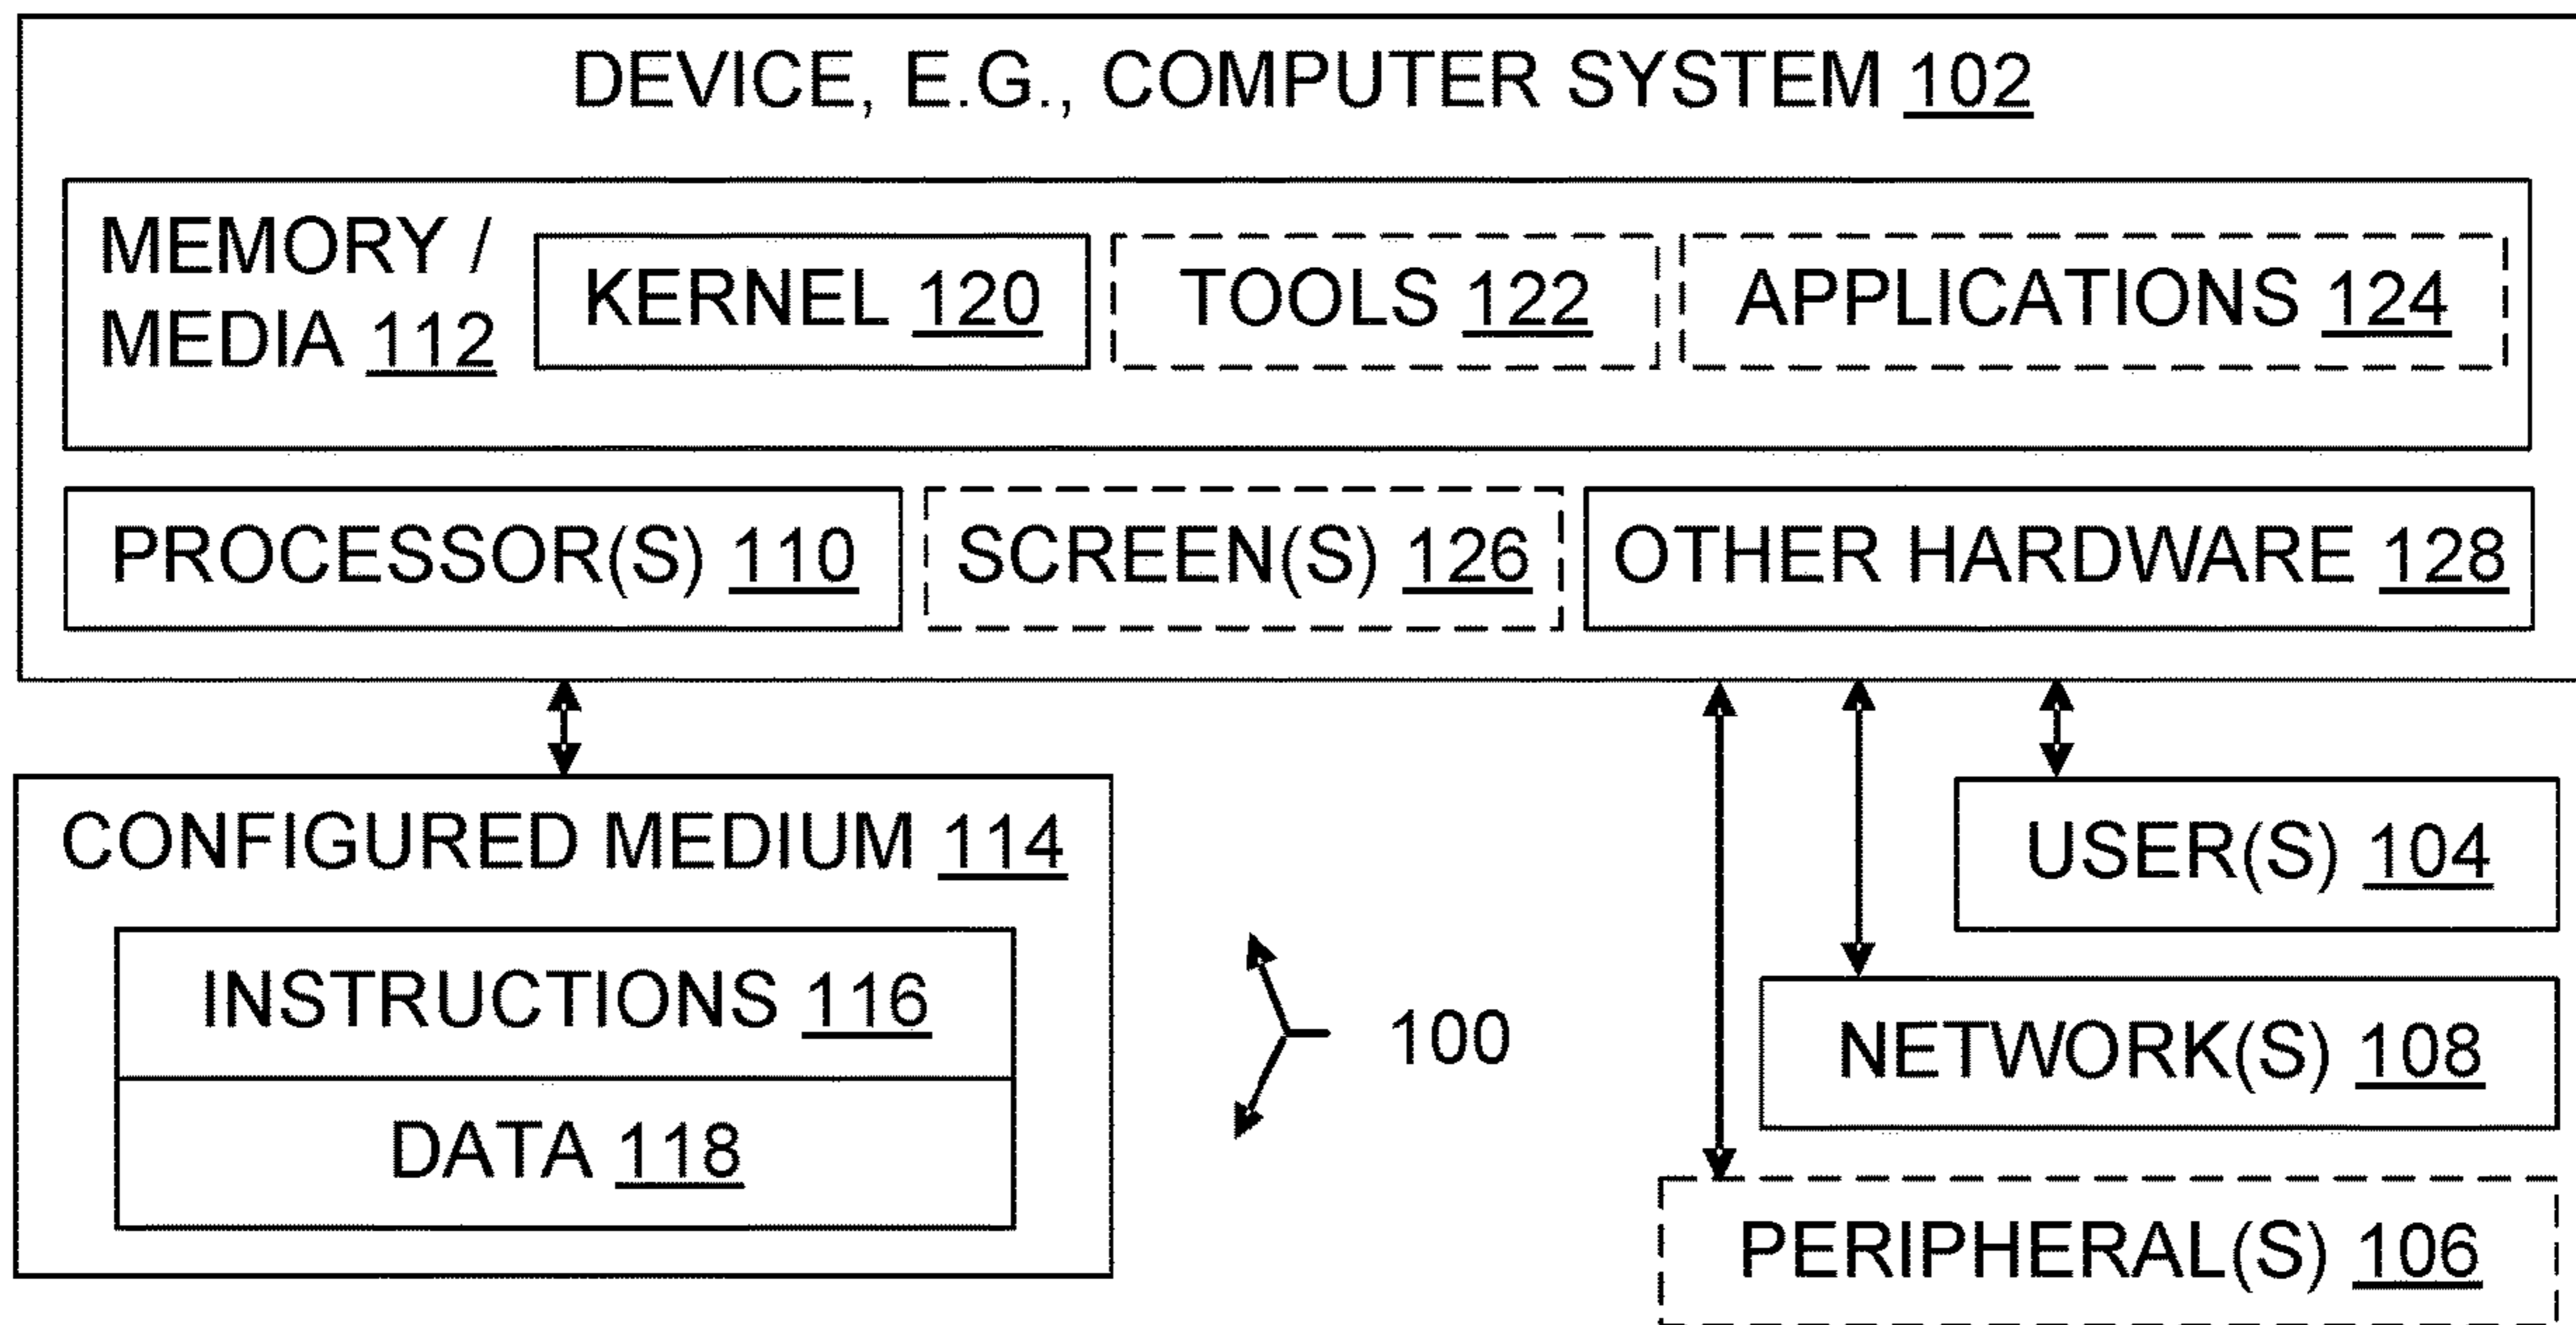 DEVICE, E.G., COMPUTER SYSTEM 102
MEMORY /
MEDIA 112
KERNEL 120
TOOLS 122
APPLICATIONS 124
PROCESSOR(S) 110
SCREEN(S) 126
OTHER HARDWARE 128
CONFIGURED MEDIUM 114
INSTRUCTIONS 116
DATA 118
100
USER(S) 104
NETWORK(S) 108
PERIPHERAL(S) 106